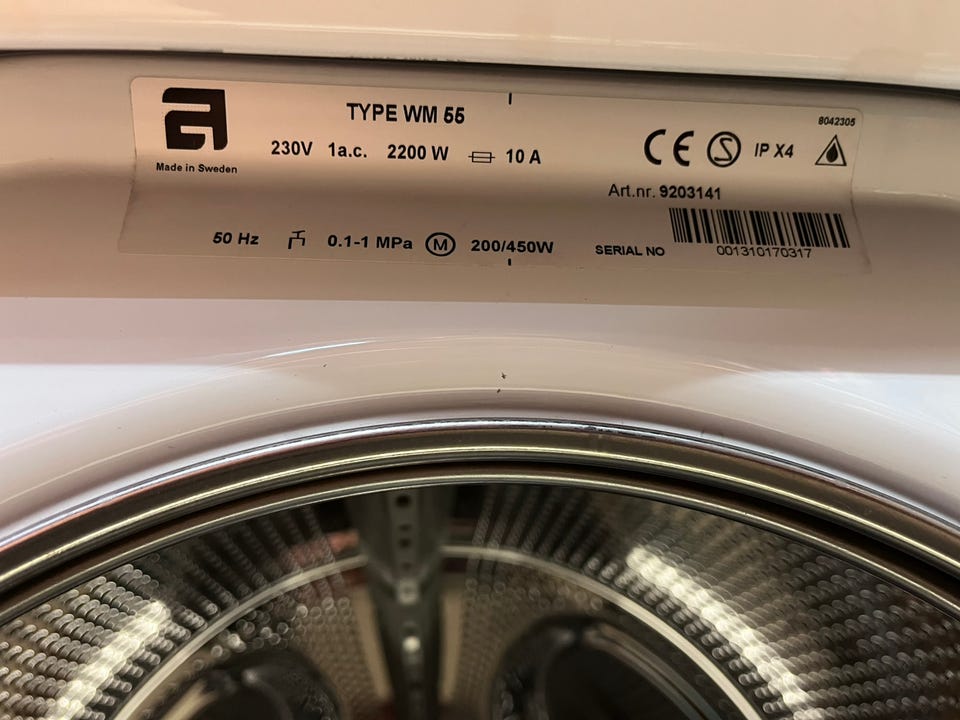 TYPE WM 55
8042305
230V 1a.c. 2200 W 10 A
CE S IP X4
Made in Sweden
Art.nr. 9203141
50 Hz 0.1-1 MPa M 200/450W
SERIAL NO 001310170317